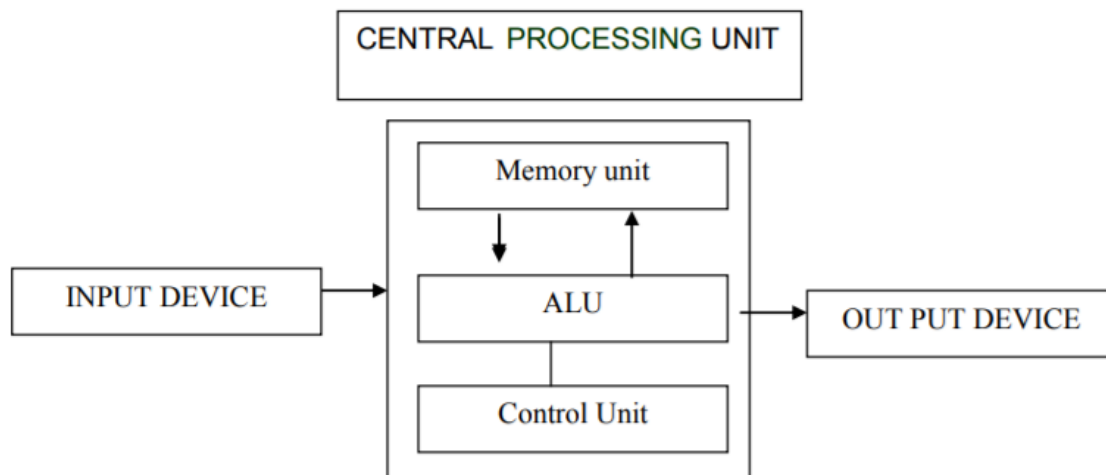 CENTRAL PROCESSING UNIT
Memory unit
INPUT DEVICE
ALU
OUT PUT DEVICE
Control Unit